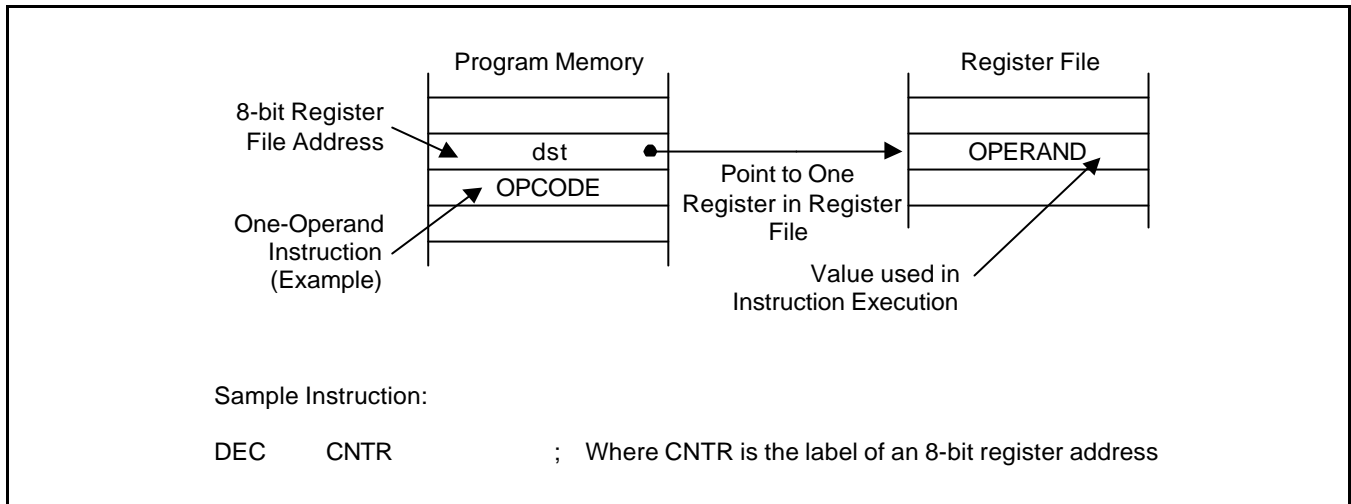 Program Memory
Register File
8-bit Register
File Address
dst
OPERAND
OPCODE
Point to One
Register in Register
File
One-Operand
Instruction
(Example)
Value used in
Instruction Execution
Sample Instruction:
DEC CNTR ; Where CNTR is the label of an 8-bit register address